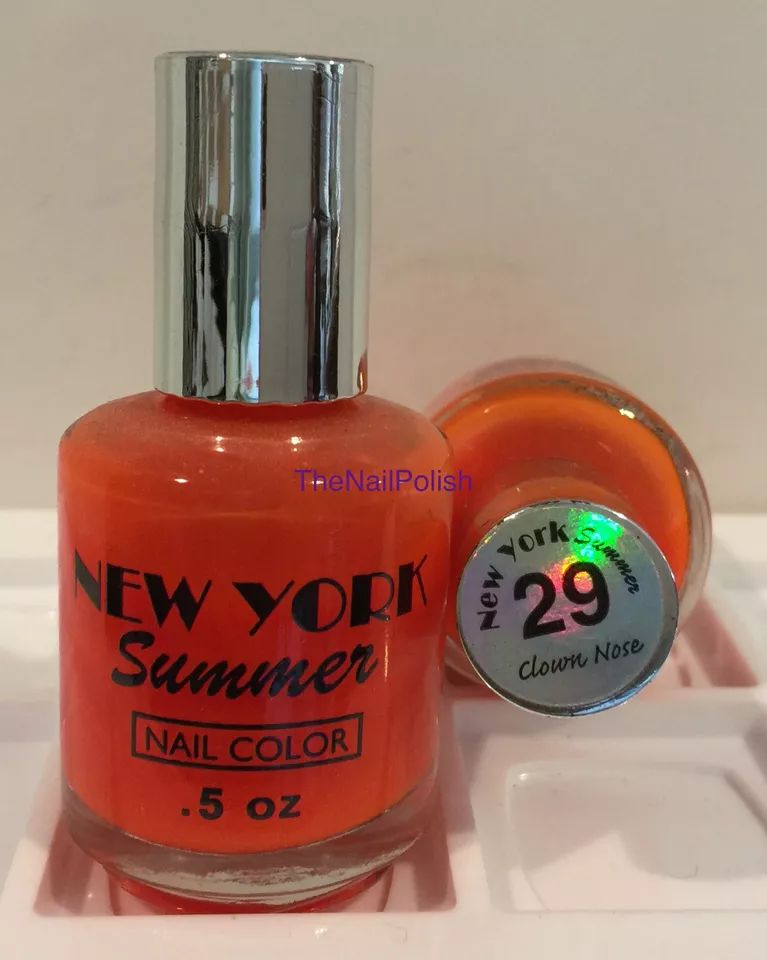 TheNailPolish
NEW YORK
Summer
NAIL COLOR
.5 oz
New York Summer
29
Clown Nose